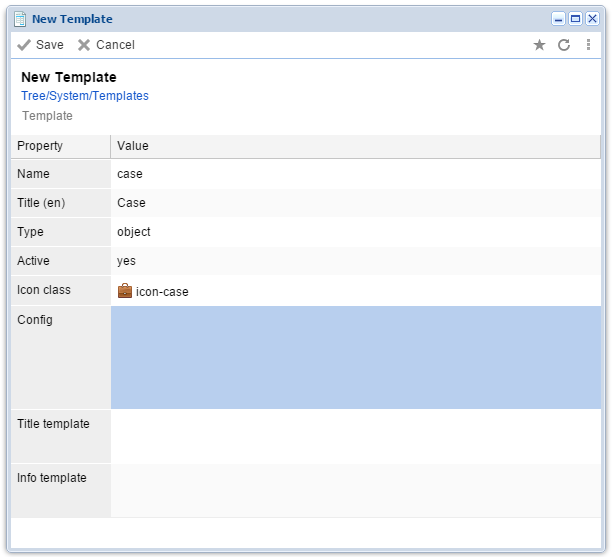 New Template
Save Cancel
New Template
Tree/System/Templates
Template
Property Value
Name case
Title (en) Case
Type object
Active yes
Icon class icon-case
Config
Title template
Info template